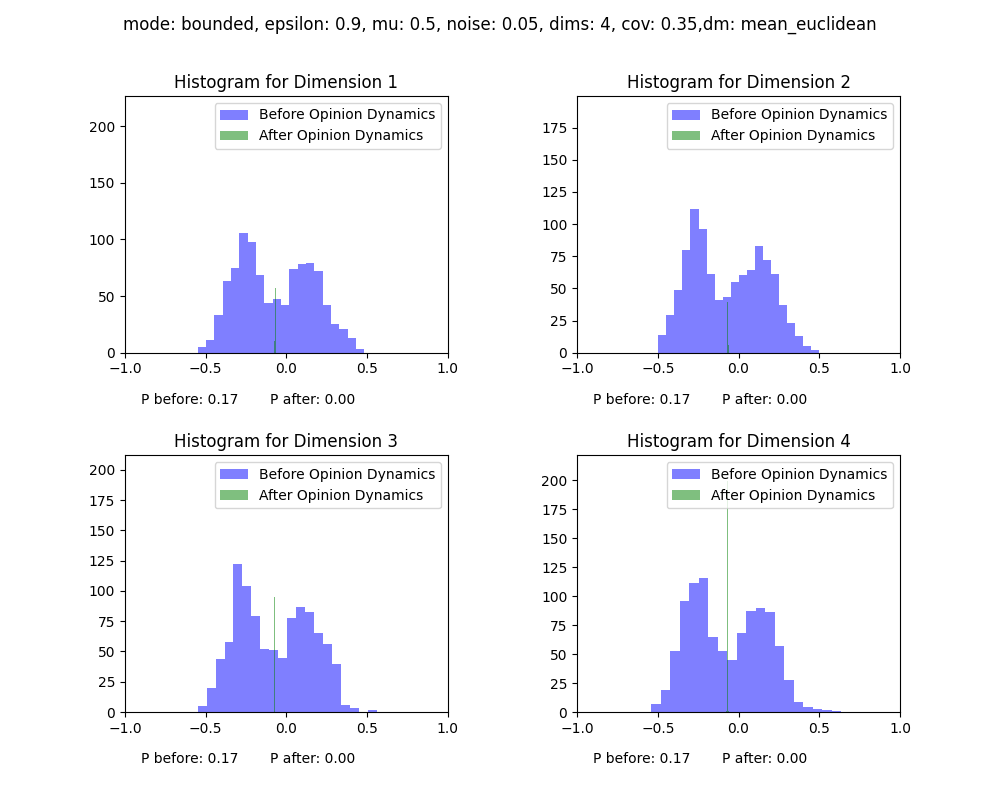 mode: bounded, epsilon: 0.9, mu: 0.5, noise: 0.05, dims: 4, cov: 0.35,dm: mean_euclidean
Histogram for Dimension 1
Before Opinion Dynamics
After Opinion Dynamics
200
150
100
50
0
−1.0 −0.5 0.0 0.5 1.0
P before: 0.17 P after: 0.00
Histogram for Dimension 2
Before Opinion Dynamics
After Opinion Dynamics
175
150
125
100
75
50
25
0
−1.0 −0.5 0.0 0.5 1.0
P before: 0.17 P after: 0.00
Histogram for Dimension 3
Before Opinion Dynamics
After Opinion Dynamics
200
175
150
125
100
75
50
25
0
−1.0 −0.5 0.0 0.5 1.0
P before: 0.17 P after: 0.00
Histogram for Dimension 4
Before Opinion Dynamics
After Opinion Dynamics
200
175
150
125
100
75
50
25
0
−1.0 −0.5 0.0 0.5 1.0
P before: 0.17 P after: 0.00